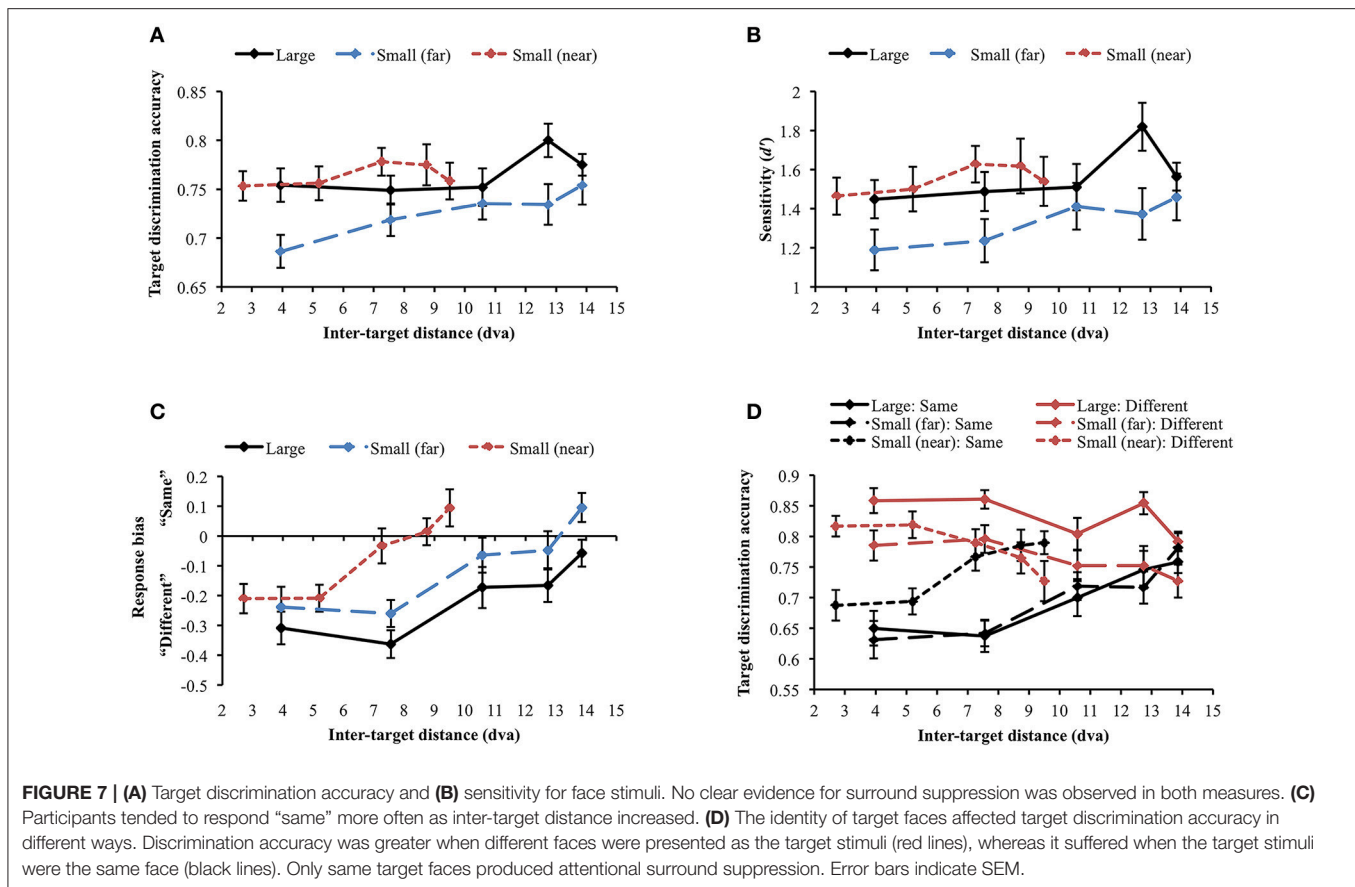 A
Large Small (far) Small (near)
Target discrimination accuracy
0.85
0.8
0.75
0.7
0.65
2 3 4 5 6 7 8 9 10 11 12 13 14 15
Inter-target distance (dva)
B
Large Small (far) Small (near)
Sensitivity (d')
2
1.8
1.6
1.4
1.2
1
2 3 4 5 6 7 8 9 10 11 12 13 14 15
Inter-target distance (dva)
C
Large Small (far) Small (near)
Response bias
"Different" "Same"
0.2
0.1
0
-0.1
-0.2
-0.3
-0.4
-0.5
2 3 4 5 6 7 8 9 10 11 12 13 14 15
Inter-target distance (dva)
D
Large: Same Large: Different
Small (far): Same Small (far): Different
Small (near): Same Small (near): Different
Target discrimination accuracy
0.9
0.85
0.8
0.75
0.7
0.65
0.6
0.55
2 3 4 5 6 7 8 9 10 11 12 13 14 15
Inter-target distance (dva)
FIGURE 7 | (A) Target discrimination accuracy and (B) sensitivity for face stimuli. No clear evidence for surround suppression was observed in both measures. (C)
Participants tended to respond “same” more often as inter-target distance increased. (D) The identity of target faces affected target discrimination accuracy in
different ways. Discrimination accuracy was greater when different faces were presented as the target stimuli (red lines), whereas it suffered when the target stimuli
were the same face (black lines). Only same target faces produced attentional surround suppression. Error bars indicate SEM.